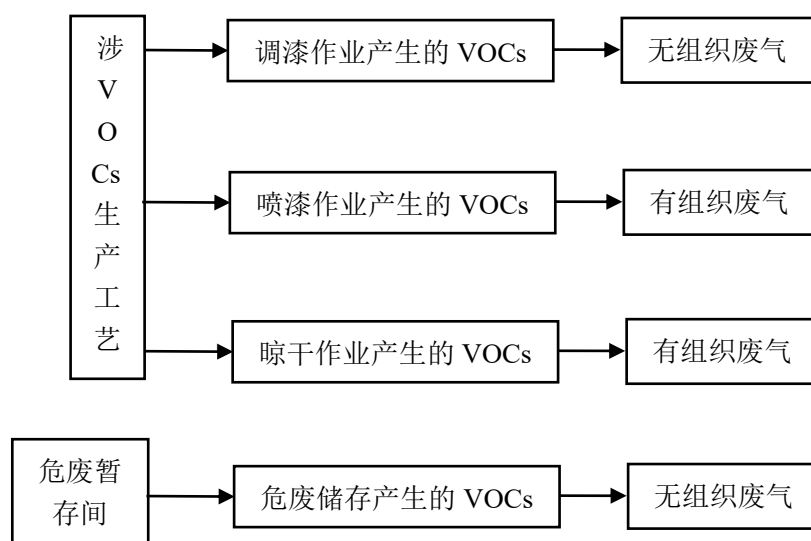 涉
V
O
Cs
生
产
工
艺
调漆作业产生的 VOCs
无组织废气
喷漆作业产生的 VOCs
有组织废气
晾干作业产生的 VOCs
有组织废气
危废暂
存间
危废储存产生的 VOCs
无组织废气